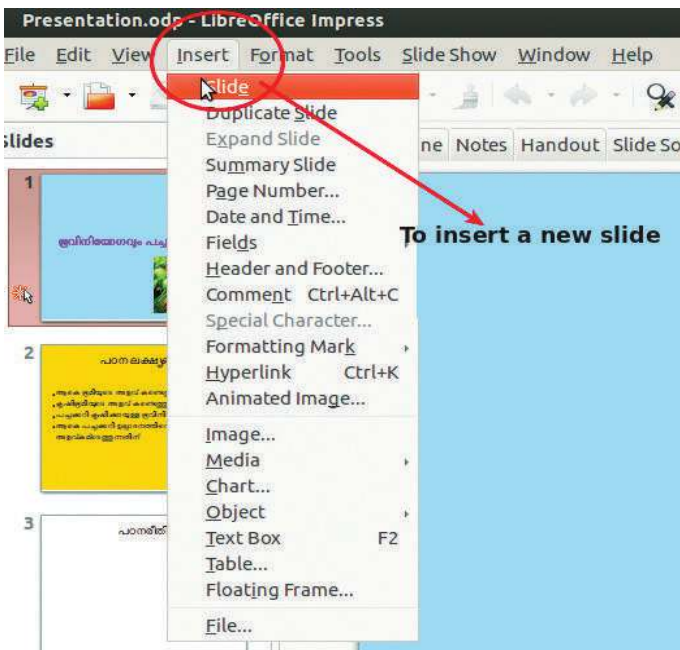 Presentation.odp - LibreOffice Impress
File Edit View Insert Format Tools Slide Show Window Help
Slide
Duplicate Slide
Expand Slide
Summary Slide
Page Number...
Date and Time...
Fields
Header and Footer...
Comment Ctrl+Alt+C
Special Character...
Formatting Mark
Hyperlink Ctrl+K
Animated Image...
Image...
Media
Chart...
Object
Text Box F2
Table...
Floating Frame...
File...
Slides
ne Notes Handout Slide So
To insert a new slide
1
2
പഠന ലക്ഷ്യ
3
പഠനരീതി